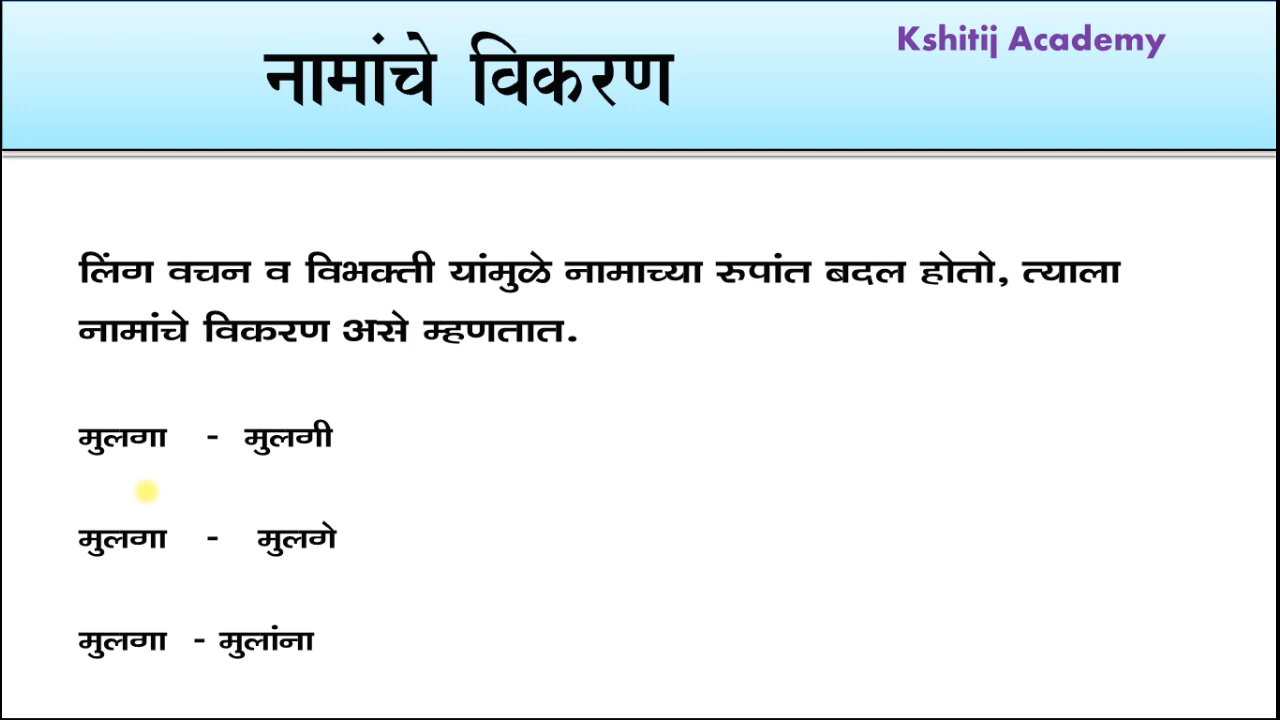 नामांचे विकरण
Kshitij Academy
लिंग वचन व विभक्ती यांमुळे नामाच्या रुपांत बदल होतो, त्याला
नामांचे विकरण असे म्हणतात.
मुलगा - मुलगी
मुलगा - मुलगे
मुलगा - मुलांना